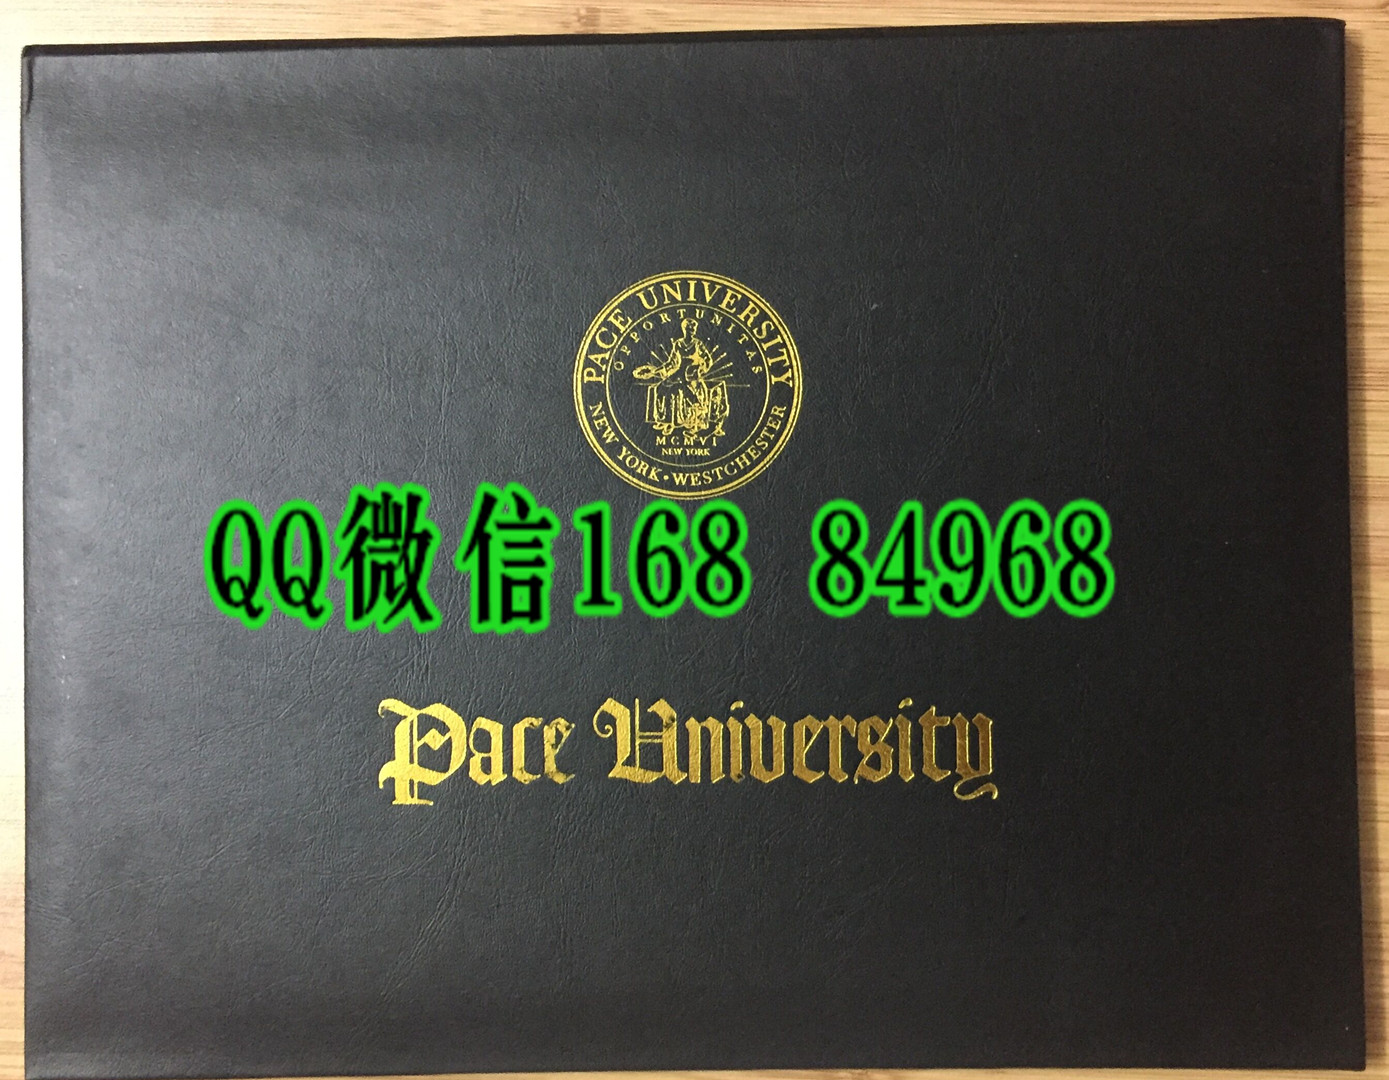 PACE UNIVERSITY
OPPORTUNITAS
MCMVI
NEW YORK
NEW YORK · WESTCHESTER
QQ微信168 84968
Pace University